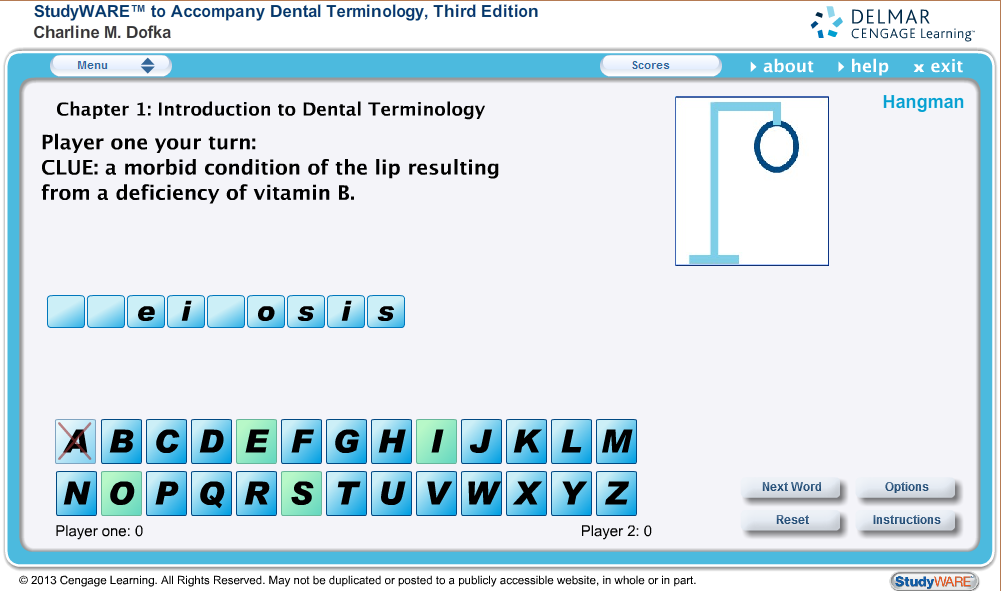 StudyWARE™ to Accompany Dental Terminology, Third Edition
Charline M. Dofka
DELMAR
CENGAGE Learning™
Menu
Scores
about
help
x exit
Chapter 1: Introduction to Dental Terminology
Hangman
Player one your turn:
CLUE: a morbid condition of the lip resulting
from a deficiency of vitamin B.
e i o s i s
A B C D E F G H I J K L M
N O P Q R S T U V W X Y Z
Next Word
Options
Reset
Instructions
Player one: 0
Player 2: 0
© 2013 Cengage Learning. All Rights Reserved. May not be duplicated or posted to a publicly accessible website, in whole or in part.
StudyWARE